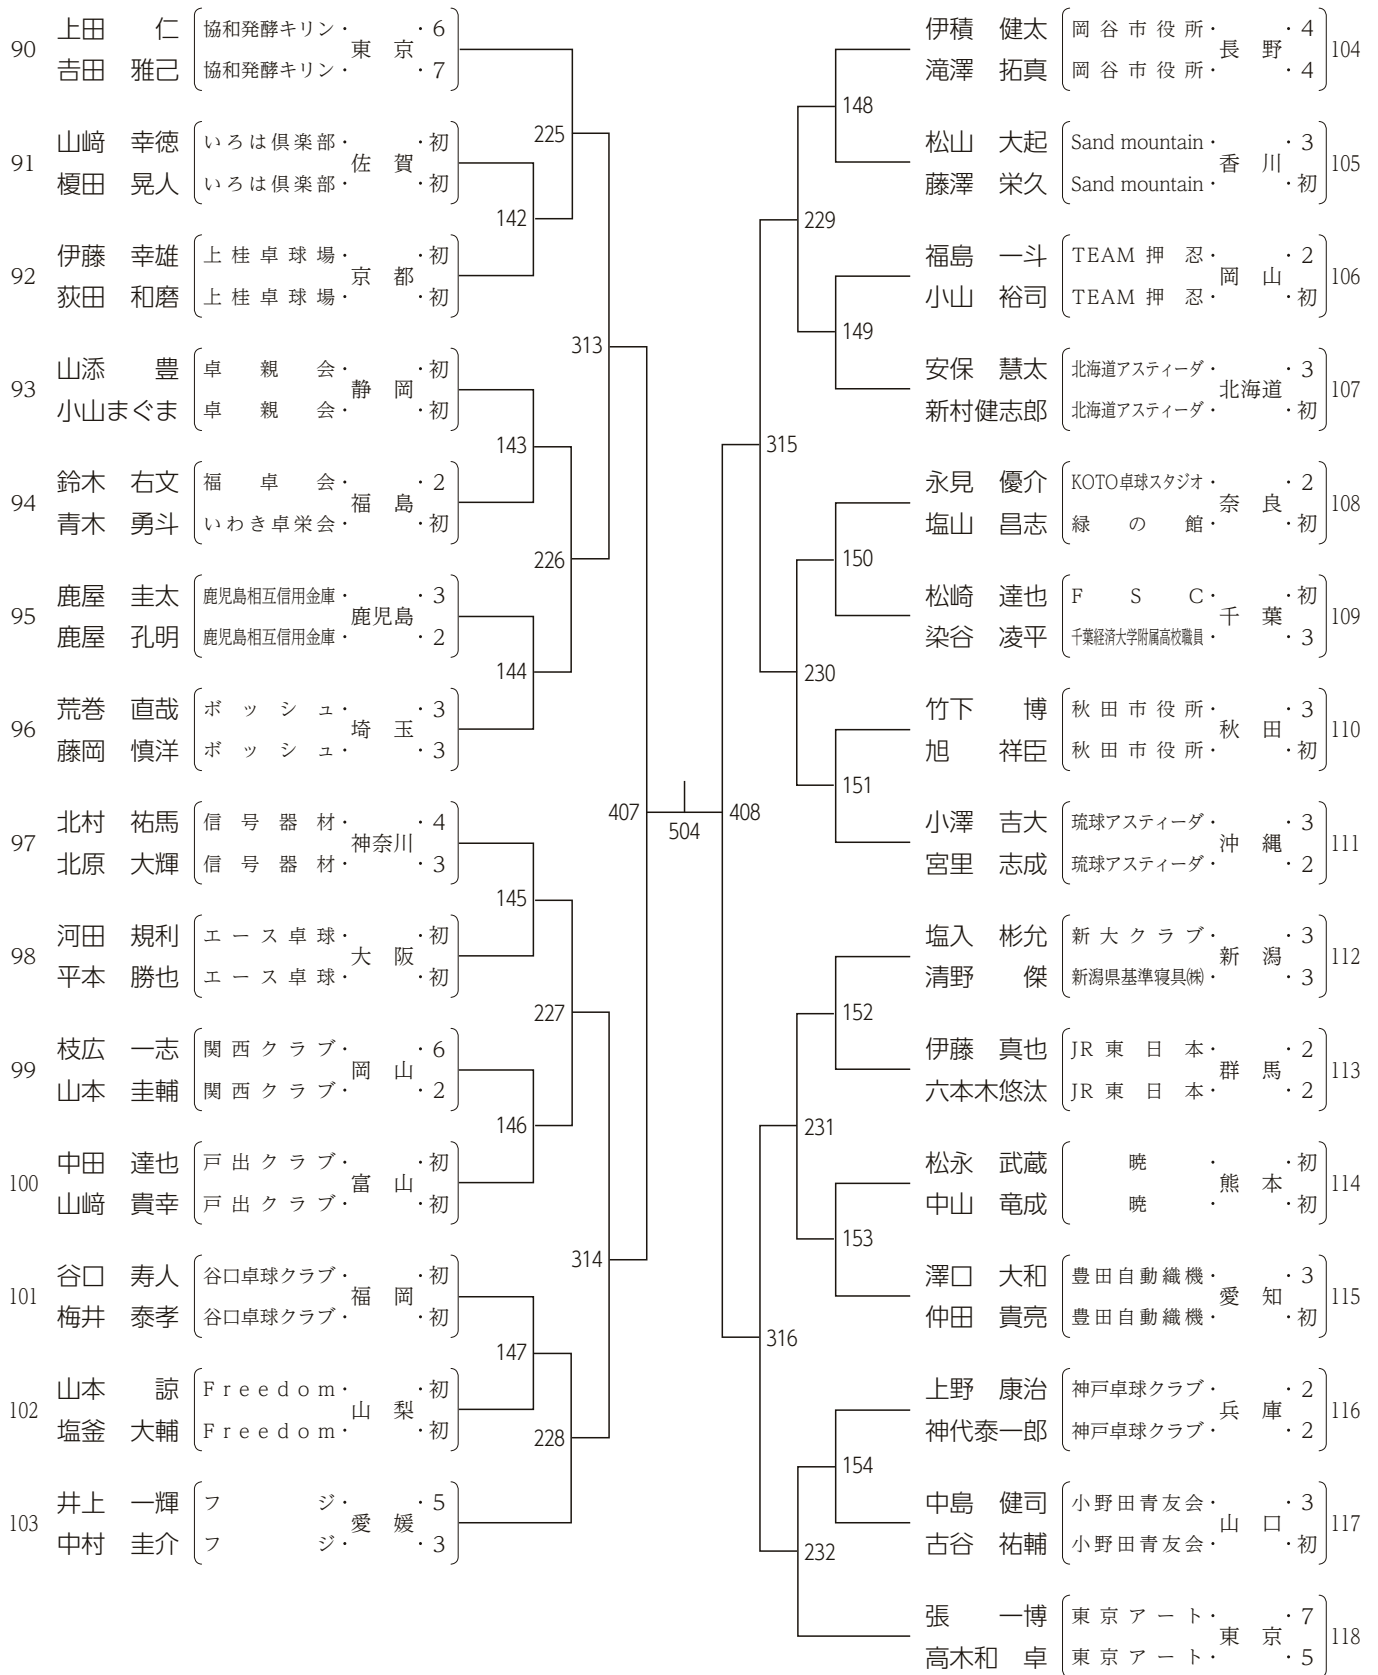 90 上田 仁 (協和発酵キリン・東京・6)
吉田 雅己 (協和発酵キリン・ ・7)
91 山﨑 幸徳 (いろは倶楽部・佐賀・初)
榎田 晃人 (いろは倶楽部・ ・初)
92 伊藤 幸雄 (上桂卓球場・京都・初)
荻田 和磨 (上桂卓球場・ ・初)
93 山添 豊 (卓親会・静岡・初)
小山まぐま (卓親会・ ・初)
94 鈴木 右文 (福卓会・福島・2)
青木 勇斗 (いわき卓栄会・ ・初)
95 鹿屋 圭太 (鹿児島相互信用金庫・鹿児島・3)
鹿屋 孔明 (鹿児島相互信用金庫・ ・2)
96 荒巻 直哉 (ボッシュ・埼玉・3)
藤岡 慎洋 (ボッシュ・ ・3)
97 北村 祐馬 (信号器材・神奈川・4)
北原 大輝 (信号器材・ ・3)
98 河田 規利 (エース卓球・大阪・初)
平本 勝也 (エース卓球・ ・初)
99 枝広 一志 (関西クラブ・岡山・6)
山本 圭輔 (関西クラブ・ ・2)
100 中田 達也 (戸出クラブ・富山・初)
山﨑 貴幸 (戸出クラブ・ ・初)
101 谷口 寿人 (谷口卓球クラブ・福岡・初)
梅井 泰孝 (谷口卓球クラブ・ ・初)
102 山本 諒 (Freedom・山梨・初)
塩釜 大輔 (Freedom・ ・初)
103 井上 一輝 (フジ・愛媛・5)
中村 圭介 (フジ・ ・3)
225
142
313
143
226
144
407
145
227
146
314
147
228
504
408
148
229
149
315
150
230
151
152
231
153
316
154
232
伊積 健太 (岡谷市役所・長野・4) 104
滝澤 拓真 (岡谷市役所・ ・4)
松山 大起 (Sand mountain・香川・3) 105
藤澤 栄久 (Sand mountain・ ・初)
福島 一斗 (TEAM 押忍・岡山・2) 106
小山 裕司 (TEAM 押忍・ ・初)
安保 慧太 (北海道アスティーダ・北海道・3) 107
新村健志郎 (北海道アスティーダ・ ・初)
永見 優介 (KOTO卓球スタジオ・奈良・2) 108
塩山 昌志 (緑の館・ ・初)
松崎 達也 (FSC・千葉・初) 109
染谷 凌平 (千葉経済大学附属高校職員・ ・3)
竹下 博 (秋田市役所・秋田・3) 110
旭 祥臣 (秋田市役所・ ・初)
小澤 吉大 (琉球アスティーダ・沖縄・3) 111
宮里 志成 (琉球アスティーダ・ ・2)
塩入 彬允 (新大クラブ・新潟・3) 112
清野 傑 (新潟県基準寝具㈱・ ・3)
伊藤 真也 (JR東日本・群馬・2) 113
六本木悠汰 (JR東日本・ ・2)
松永 武蔵 (暁・熊本・初) 114
中山 竜成 (暁・ ・初)
澤口 大和 (豊田自動織機・愛知・3) 115
仲田 貴亮 (豊田自動織機・ ・初)
上野 康治 (神戸卓球クラブ・兵庫・2) 116
神代泰一郎 (神戸卓球クラブ・ ・2)
中島 健司 (小野田青友会・山口・3) 117
古谷 祐輔 (小野田青友会・ ・初)
張 一博 (東京アート・東京・7) 118
高木和 卓 (東京アート・ ・5)